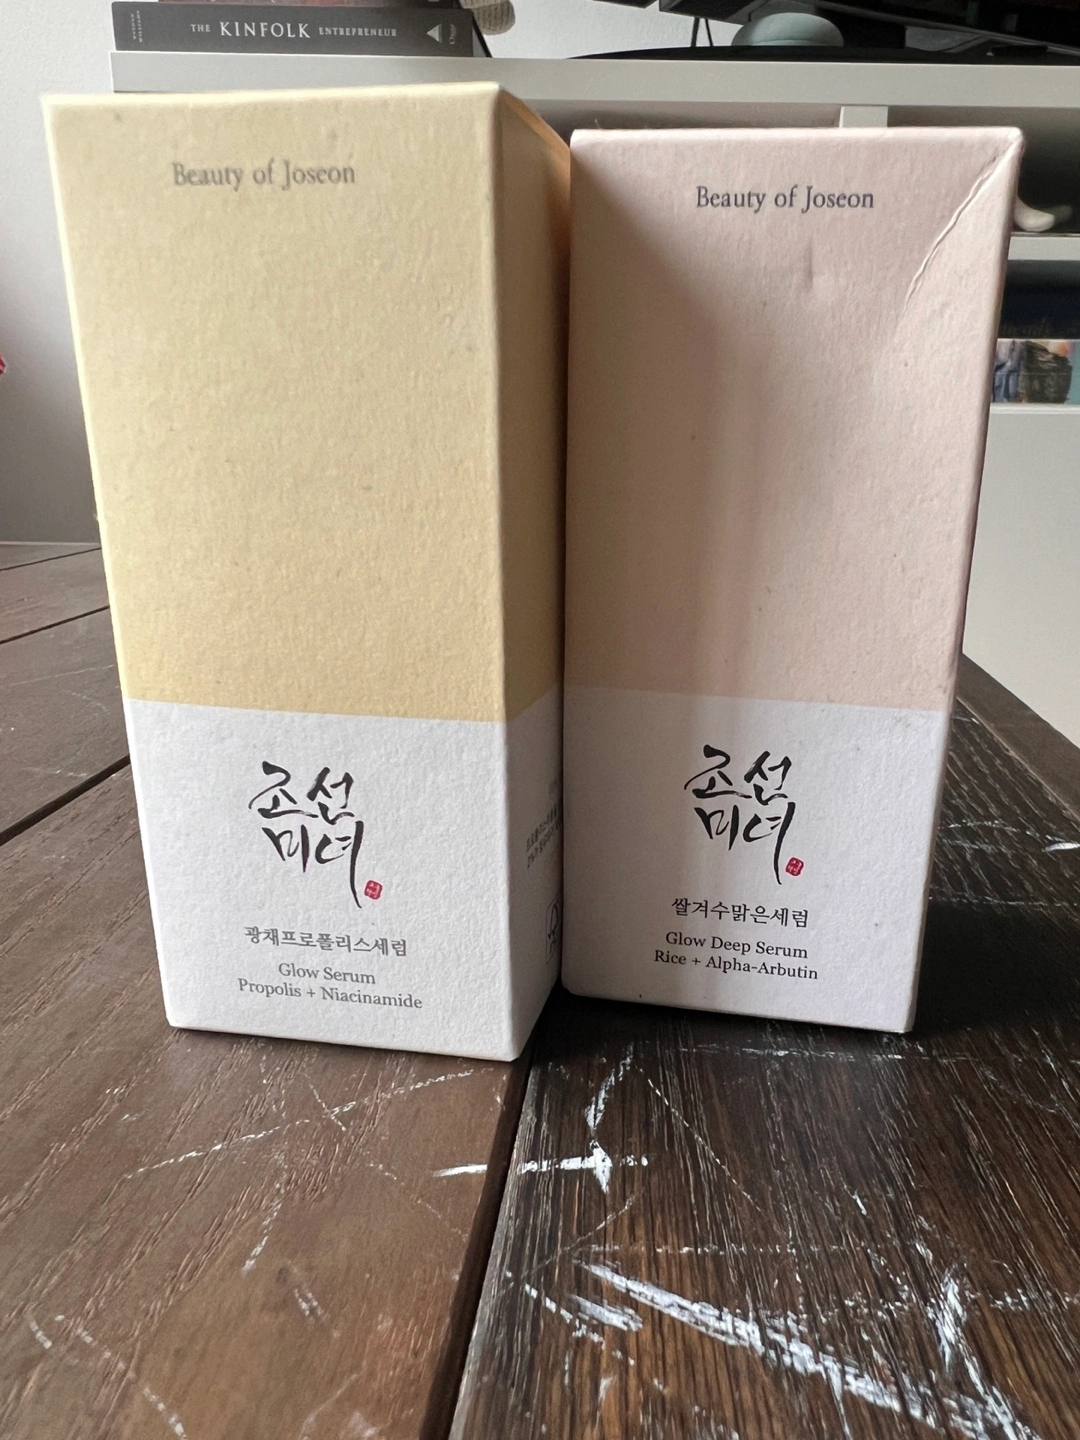 THE KINFOLK ENTREPRENEUR
Beauty of Joseon
조선
미녀
광채프로폴리스세럼
Glow Serum
Propolis + Niacinamide
Beauty of Joseon
조선
미녀
쌀겨수맑은세럼
Glow Deep Serum
Rice + Alpha-Arbutin